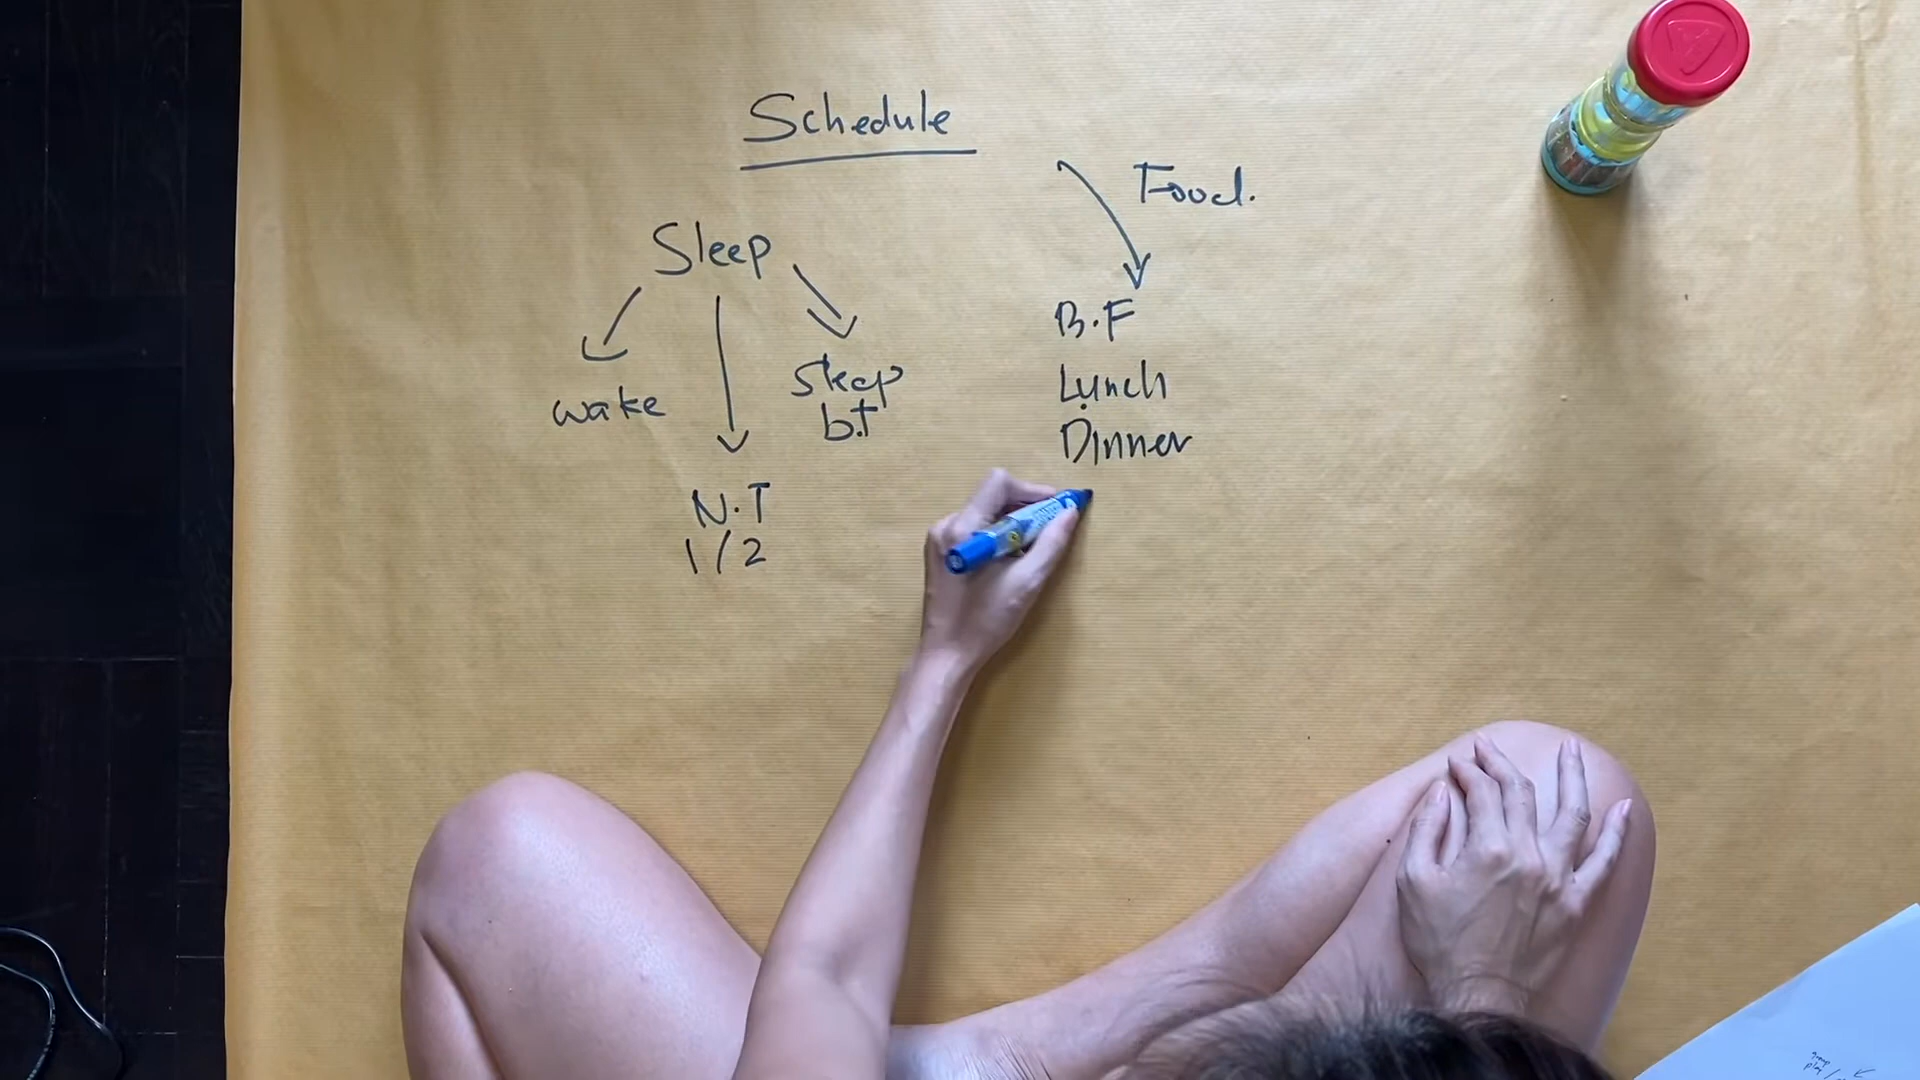 Schedule
Food.
Sleep
wake
Sleep
b.t
N.T
1/2
B.F
Lunch
Dinner